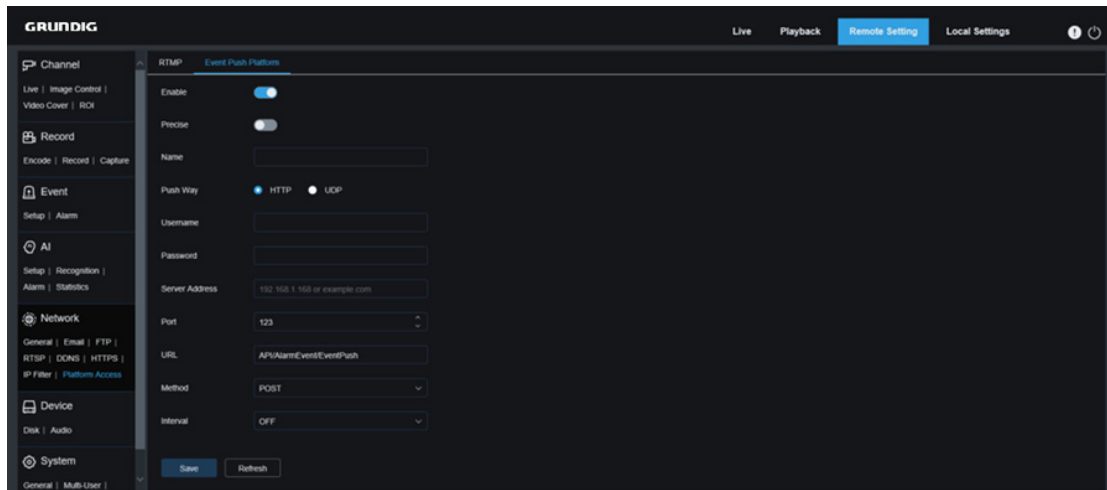 GRUNDIG
Live Playback Remote Setting Local Settings
Channel
Live | Image Control |
Video Cover | ROI
Record
Encode | Record | Capture
Event
Setup | Alarm
AI
Setup | Recognition |
Alarm | Statistics
Network
General | Email | FTP |
RTSP | DDNS | HTTPS |
IP Filter | Platform Access
Device
Disk | Audio
System
General | Multi-User |
RTMP Event Push Platform
Enable
Precise
Name
Push Way HTTP UDP
Username
Password
Server Address 192.168.1.168 or example.com
Port 123
URL API/AlarmEvent/EventPush
Method POST
Interval OFF
Save Refresh